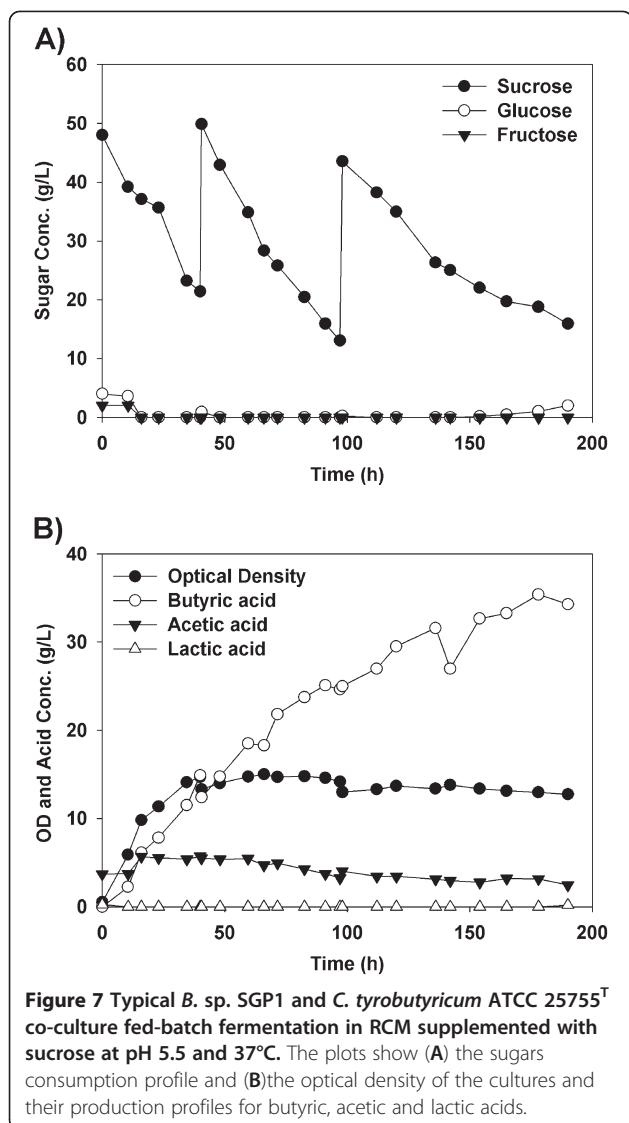 A)
60
50
40
30
20
10
0
Sugar Conc. (g/L)
Sucrose
Glucose
Fructose
0 50 100 150 200
Time (h)
B)
40
30
20
10
0
OD and Acid Conc. (g/L)
Optical Density
Butyric acid
Acetic acid
Lactic acid
0 50 100 150 200
Time (h)
Figure 7 Typical B. sp. SGP1 and C. tyrobutyricum ATCC 25755T
co-culture fed-batch fermentation in RCM supplemented with
sucrose at pH 5.5 and 37°C. The plots show (A) the sugars
consumption profile and (B)the optical density of the cultures and
their production profiles for butyric, acetic and lactic acids.